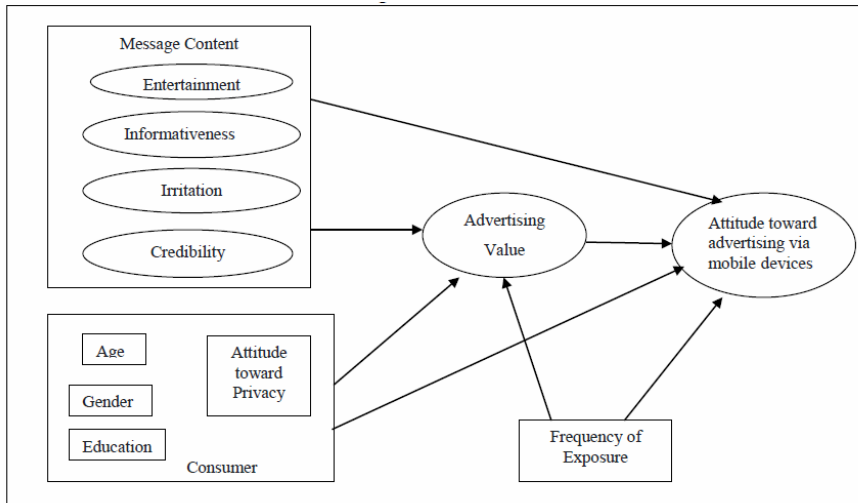 Message Content
Entertainment
Informativeness
Irritation
Credibility
Advertising
Value
Attitude toward
advertising via
mobile devices
Age
Gender
Education
Attitude
toward
Privacy
Consumer
Frequency of
Exposure